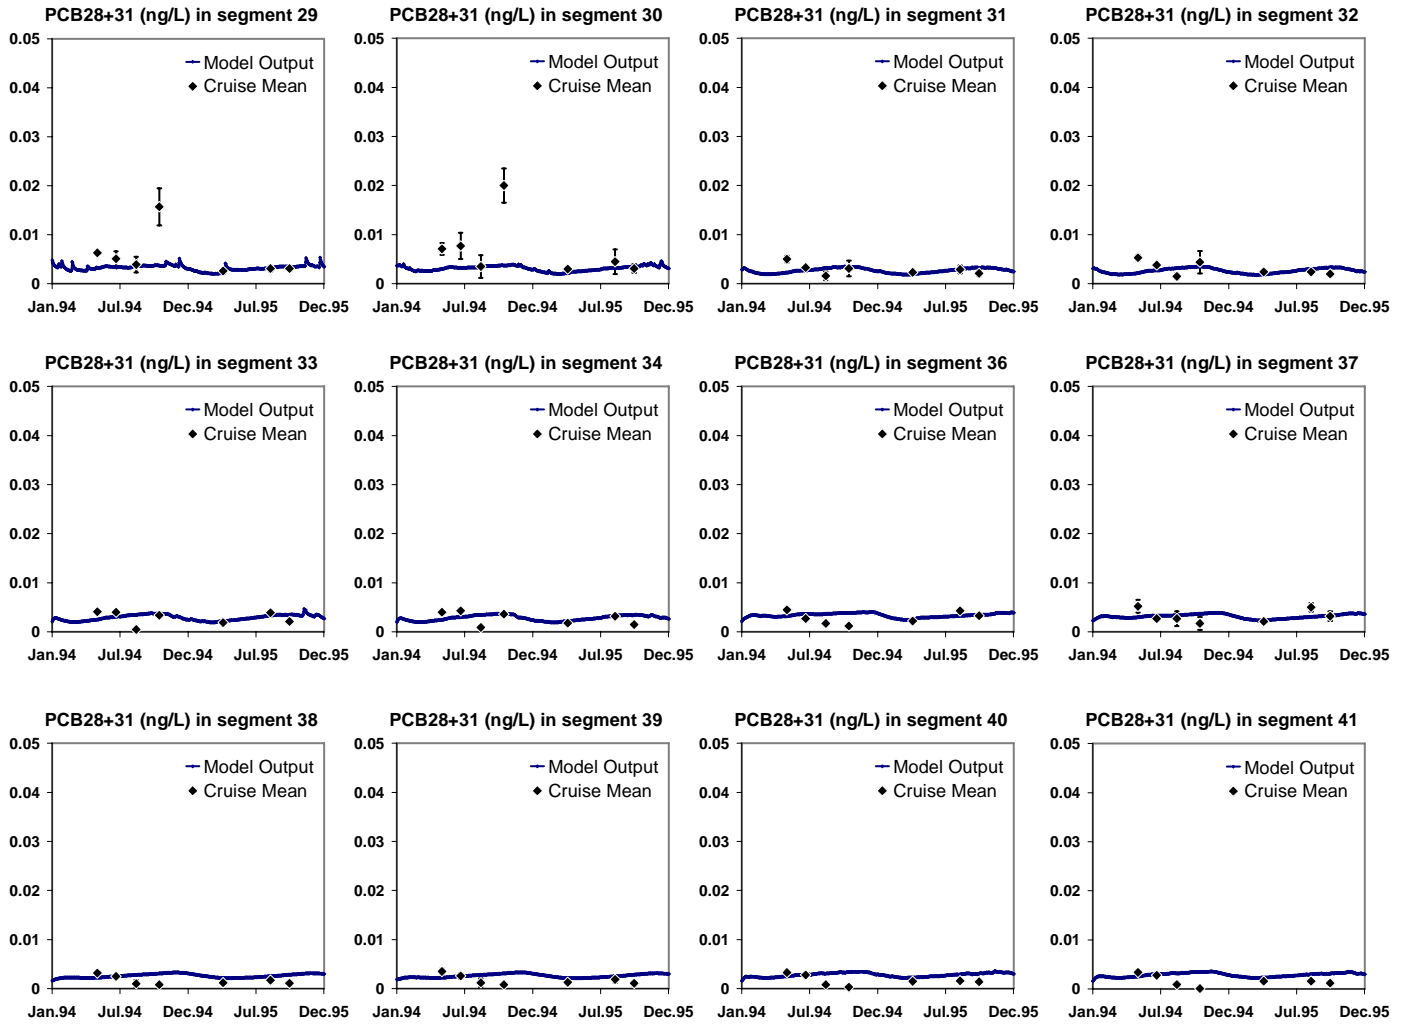 PCB28+31 (ng/L) in segment 29
0.05
0.04
0.03
0.02
0.01
0
Model Output
Cruise Mean
Jan.94 Jul.94 Dec.94 Jul.95 Dec.95
PCB28+31 (ng/L) in segment 30
0.05
0.04
0.03
0.02
0.01
0
Model Output
Cruise Mean
Jan.94 Jul.94 Dec.94 Jul.95 Dec.95
PCB28+31 (ng/L) in segment 31
0.05
0.04
0.03
0.02
0.01
0
Model Output
Cruise Mean
Jan.94 Jul.94 Dec.94 Jul.95 Dec.95
PCB28+31 (ng/L) in segment 32
0.05
0.04
0.03
0.02
0.01
0
Model Output
Cruise Mean
Jan.94 Jul.94 Dec.94 Jul.95 Dec.95
PCB28+31 (ng/L) in segment 33
0.05
0.04
0.03
0.02
0.01
0
Model Output
Cruise Mean
Jan.94 Jul.94 Dec.94 Jul.95 Dec.95
PCB28+31 (ng/L) in segment 34
0.05
0.04
0.03
0.02
0.01
0
Model Output
Cruise Mean
Jan.94 Jul.94 Dec.94 Jul.95 Dec.95
PCB28+31 (ng/L) in segment 36
0.05
0.04
0.03
0.02
0.01
0
Model Output
Cruise Mean
Jan.94 Jul.94 Dec.94 Jul.95 Dec.95
PCB28+31 (ng/L) in segment 37
0.05
0.04
0.03
0.02
0.01
0
Model Output
Cruise Mean
Jan.94 Jul.94 Dec.94 Jul.95 Dec.95
PCB28+31 (ng/L) in segment 38
0.05
0.04
0.03
0.02
0.01
0
Model Output
Cruise Mean
Jan.94 Jul.94 Dec.94 Jul.95 Dec.95
PCB28+31 (ng/L) in segment 39
0.05
0.04
0.03
0.02
0.01
0
Model Output
Cruise Mean
Jan.94 Jul.94 Dec.94 Jul.95 Dec.95
PCB28+31 (ng/L) in segment 40
0.05
0.04
0.03
0.02
0.01
0
Model Output
Cruise Mean
Jan.94 Jul.94 Dec.94 Jul.95 Dec.95
PCB28+31 (ng/L) in segment 41
0.05
0.04
0.03
0.02
0.01
0
Model Output
Cruise Mean
Jan.94 Jul.94 Dec.94 Jul.95 Dec.95